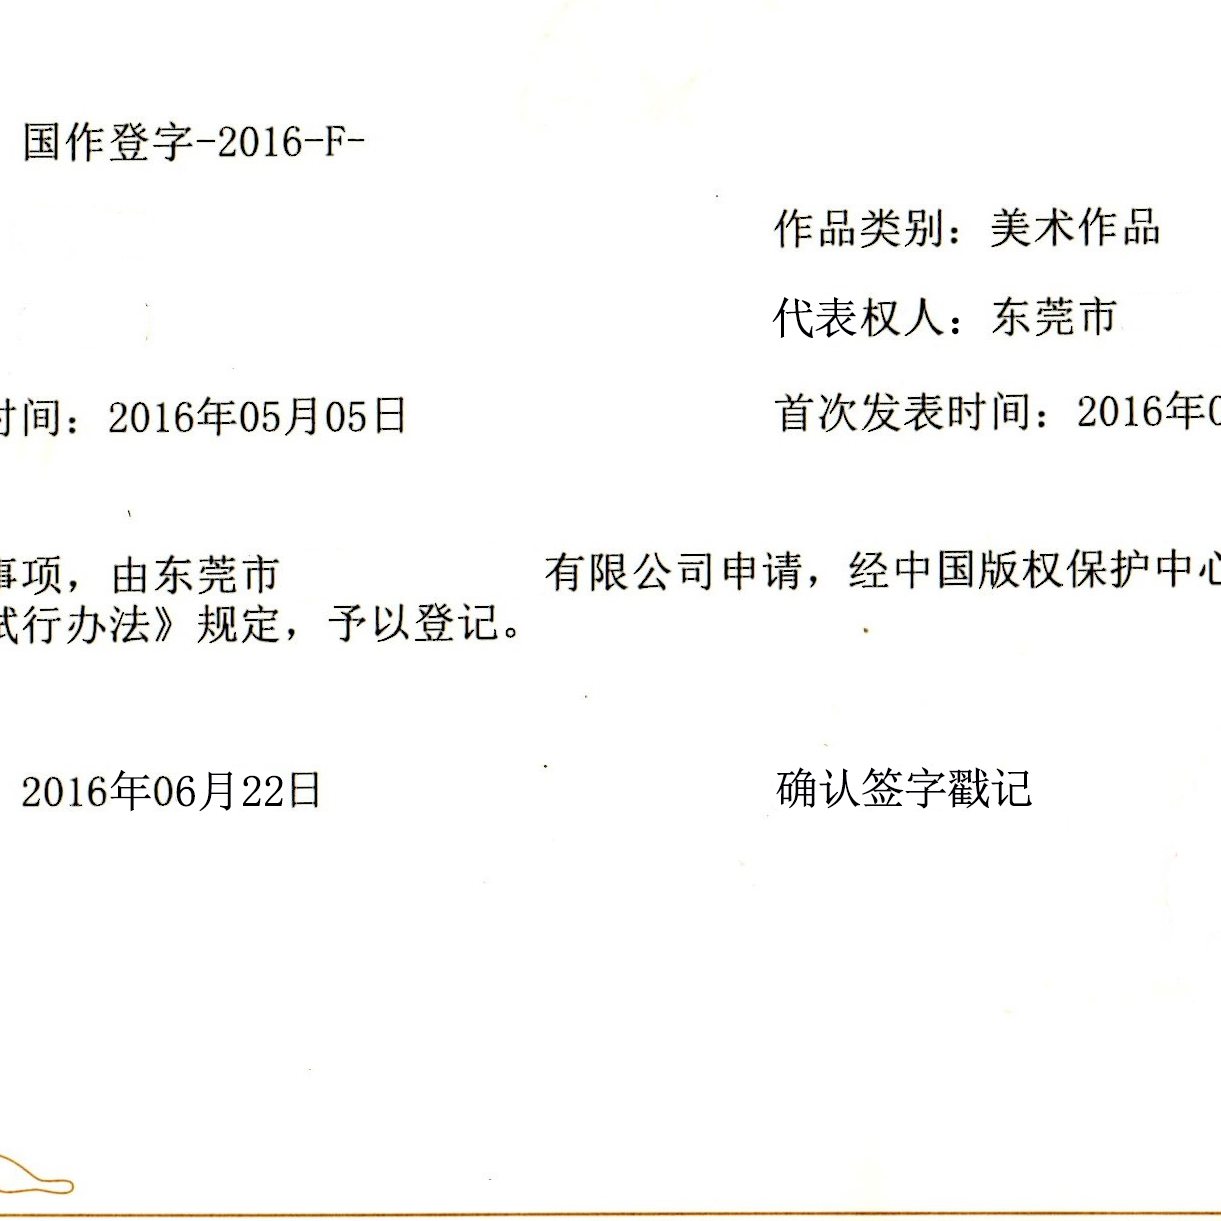 国作登字-2016-F-
作品类别：美术作品
代表权人：东莞市
时间：2016年05月05日
首次发表时间：2016年0
事项，由东莞市 有限公司申请，经中国版权保护中心
试行办法》规定，予以登记。
2016年06月22日
确认签字戳记